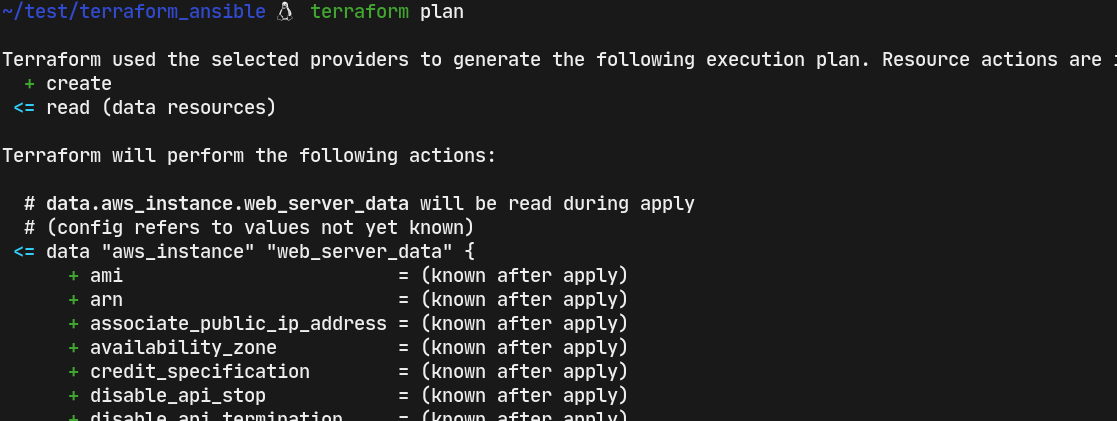 ~/test/terraform_ansible terraform plan
Terraform used the selected providers to generate the following execution plan. Resource actions are
+ create
<= read (data resources)
Terraform will perform the following actions:
# data.aws_instance.web_server_data will be read during apply
# (config refers to values not yet known)
<= data "aws_instance" "web_server_data" {
+ ami = (known after apply)
+ arn = (known after apply)
+ associate_public_ip_address = (known after apply)
+ availability_zone = (known after apply)
+ credit_specification = (known after apply)
+ disable_api_stop = (known after apply)
+ disable_api_termination = (known after apply)